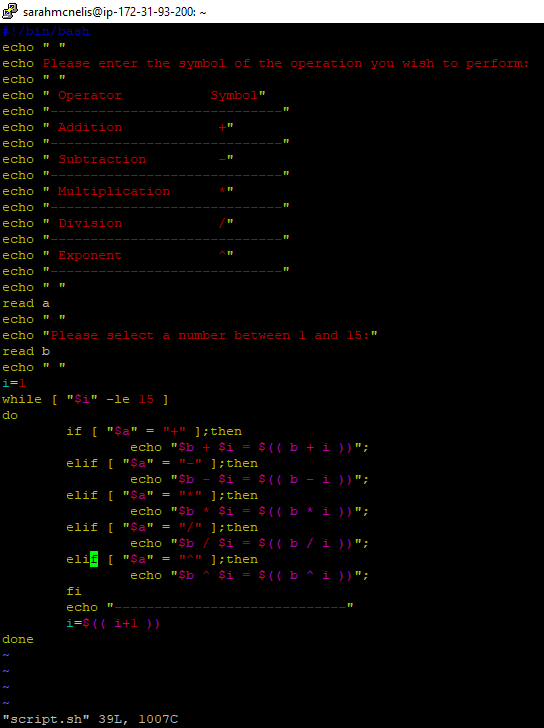 sarahmcnelis@ip-172-31-93-200: ~
#!/bin/bash
echo " "
echo Please enter the symbol of the operation you wish to perform:
echo " "
echo " Operator           Symbol"
echo "-----------------------------"
echo " Addition            +"
echo "-----------------------------"
echo " Subtraction         -"
echo "-----------------------------"
echo " Multiplication      *"
echo "-----------------------------"
echo " Division            /"
echo "-----------------------------"
echo " Exponent            ^"
echo "-----------------------------"
echo " "
read a
echo " "
echo "Please select a number between 1 and 15:"
read b
echo " "
i=1
while [ "$i" -le 15 ]
do
        if [ "$a" = "+" ];then
                echo "$b + $i = $(( b + i ))";
        elif [ "$a" = "-" ];then
                echo "$b - $i = $(( b - i ))";
        elif [ "$a" = "*" ];then
                echo "$b * $i = $(( b * i ))";
        elif [ "$a" = "/" ];then
                echo "$b / $i = $(( b / i ))";
        elif [ "$a" = "^" ];then
                echo "$b ^ $i = $(( b ^ i ))";
        fi
        echo "-----------------------------"
        i=$(( i+1 ))
done
~
~
~
~
"script.sh" 39L, 1007C